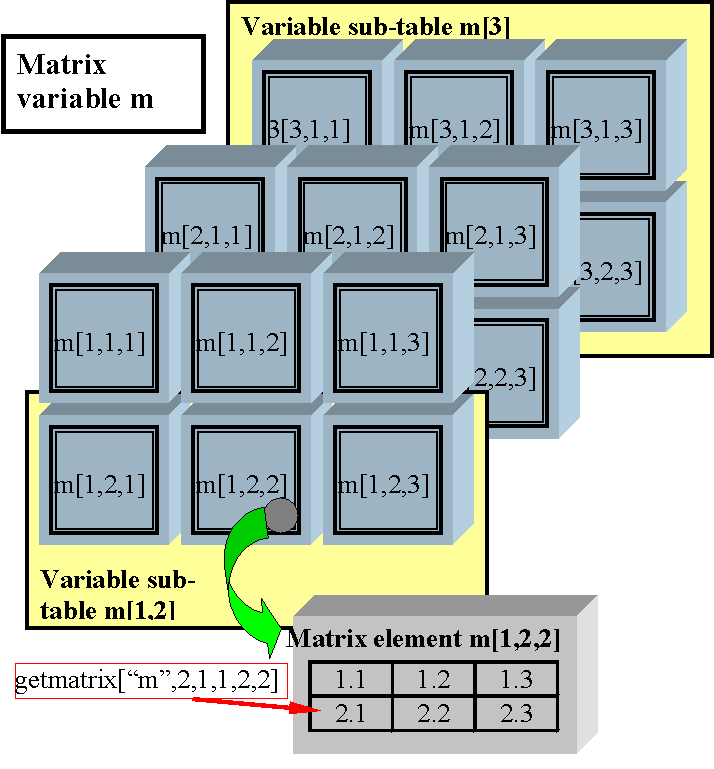 Variable sub-table m[3]
Matrix
variable m
3[3,1,1] m[3,1,2] m[3,1,3]
m[2,1,1] m[2,1,2] m[2,1,3]
[3,2,3]
m[1,1,1] m[1,1,2] m[1,1,3]
[2,2,3]
m[1,2,1] m[1,2,2] m[1,2,3]
Variable sub-
table m[1,2]
Matrix element m[1,2,2]
getmatrix[“m”,2,1,1,2,2]
1.1 1.2 1.3
2.1 2.2 2.3